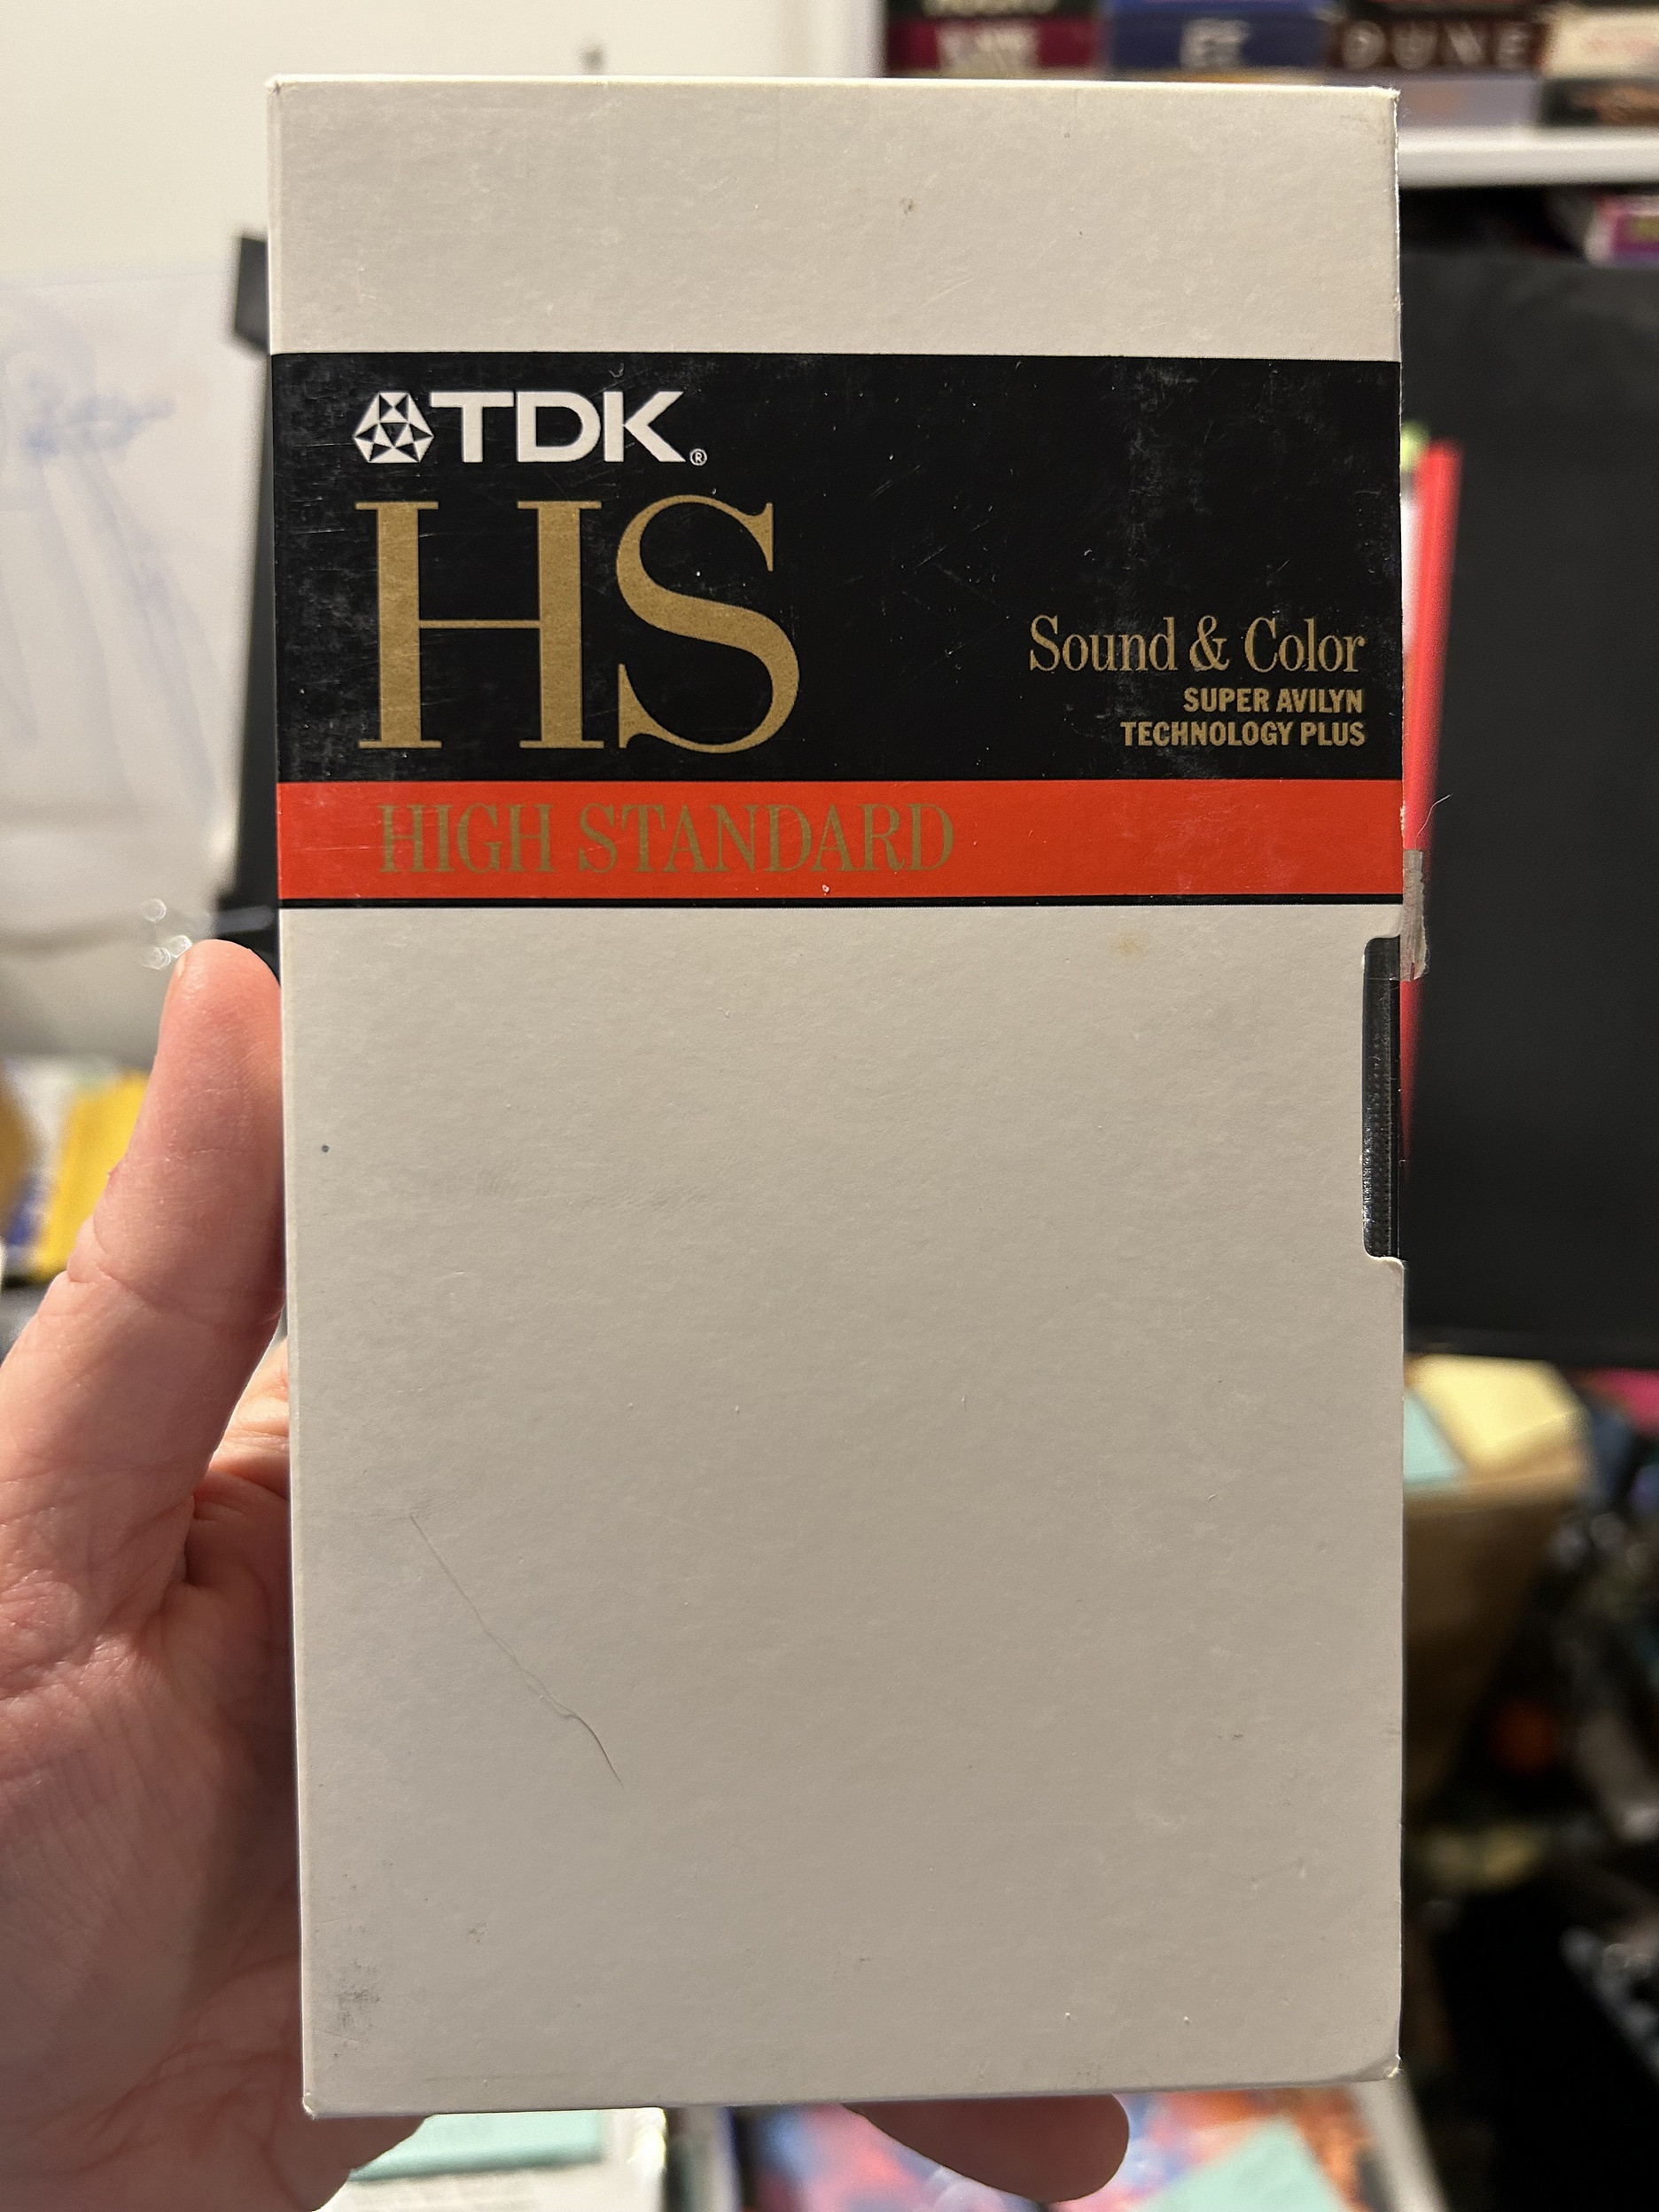 DUNE
TDK®
HS
Sound & Color
SUPER AVILYN
TECHNOLOGY PLUS
HIGH STANDARD